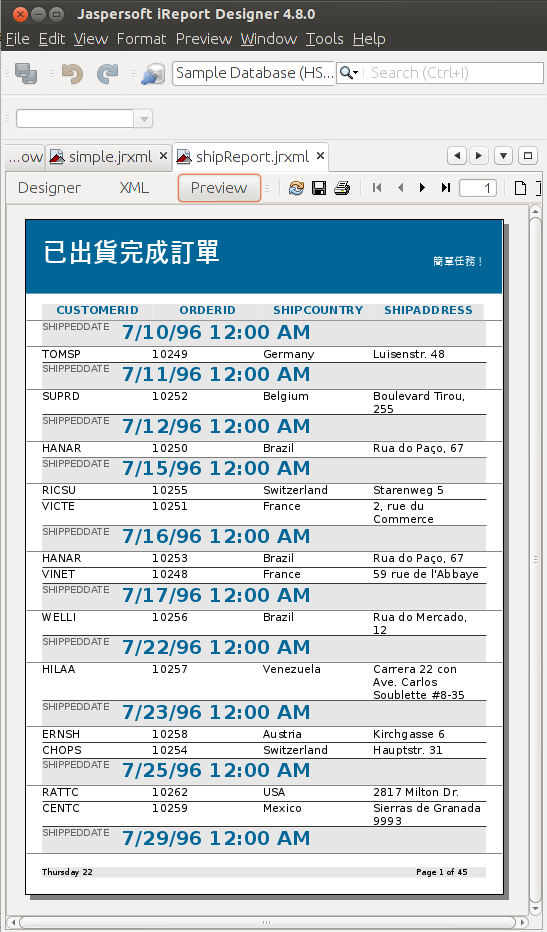 Jaspersoft iReport Designer 4.8.0
File Edit View Format Preview Window Tools Help
Sample Database (HS... Search (Ctrl+I)
...ow simple.jrxml shipReport.jrxml
Designer XML Preview 1
已出貨完成訂單
簡單任務！
CUSTOMERID ORDERID SHIPCOUNTRY SHIPADDRESS
SHIPPEDDATE 7/10/96 12:00 AM
TOMSP 10249 Germany Luisenstr. 48
SHIPPEDDATE 7/11/96 12:00 AM
SUPRD 10252 Belgium Boulevard Tirou,
255
SHIPPEDDATE 7/12/96 12:00 AM
HANAR 10250 Brazil Rua do Paço, 67
SHIPPEDDATE 7/15/96 12:00 AM
RICSU 10255 Switzerland Starenweg 5
VICTE 10251 France 2, rue du
Commerce
SHIPPEDDATE 7/16/96 12:00 AM
HANAR 10253 Brazil Rua do Paço, 67
VINET 10248 France 59 rue de l'Abbaye
SHIPPEDDATE 7/17/96 12:00 AM
WELLI 10256 Brazil Rua do Mercado,
12
SHIPPEDDATE 7/22/96 12:00 AM
HILAA 10257 Venezuela Carrera 22 con
Ave. Carlos
Soublette #8-35
SHIPPEDDATE 7/23/96 12:00 AM
ERNSH 10258 Austria Kirchgasse 6
CHOPS 10254 Switzerland Hauptstr. 31
SHIPPEDDATE 7/25/96 12:00 AM
RATTC 10262 USA 2817 Milton Dr.
CENTC 10259 Mexico Sierras de Granada
9993
SHIPPEDDATE 7/29/96 12:00 AM
Thursday 22 Page 1 of 45